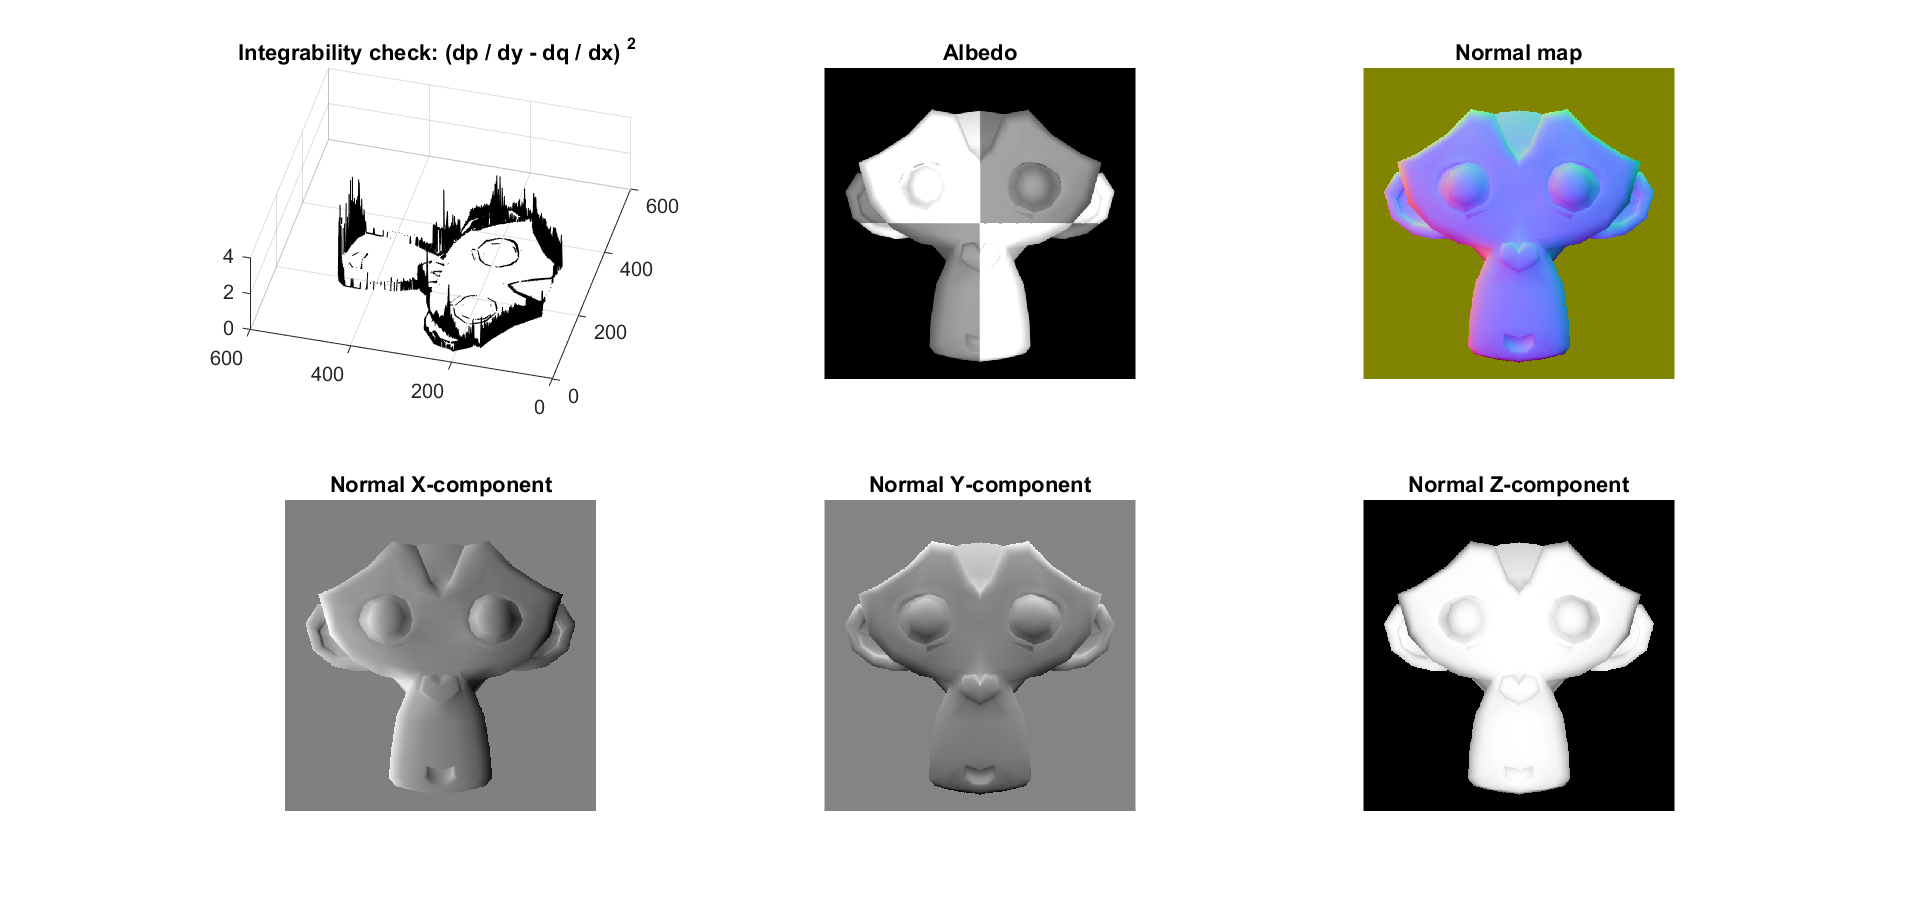 Integrability check: (dp / dy - dq / dx) ²
Albedo
Normal map
600
400
200
0
4
2
0
600
400
200
0
Normal X-component
Normal Y-component
Normal Z-component